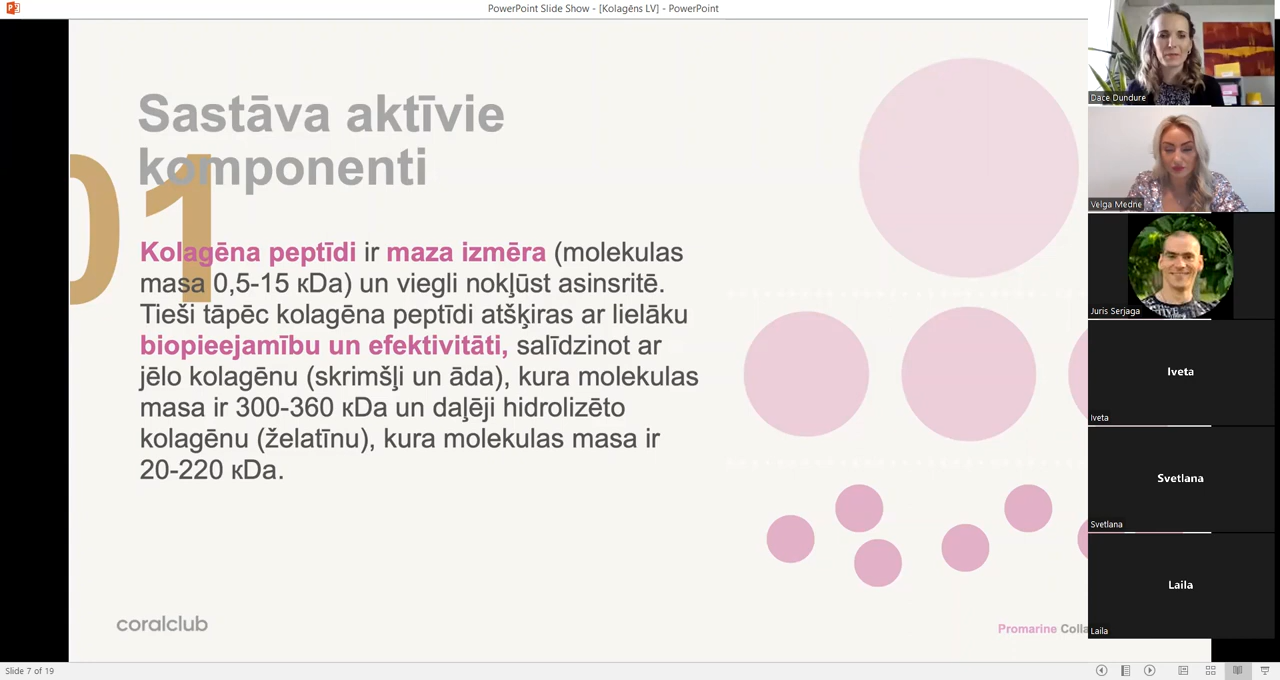 PowerPoint Slide Show - [Kolagēns LV] - PowerPoint
Sastāva aktīvie
komponenti
01
Kolagēna peptīdi ir maza izmēra (molekulas
masa 0,5-15 кDa) un viegli nokļūst asinsritē.
Tieši tāpēc kolagēna peptīdi atšķiras ar lielāku
biopieejamību un efektivitāti, salīdzinot ar
jēlo kolagēnu (skrimšļi un āda), kura molekulas
masa ir 300-360 кDa un daļēji hidrolizēto
kolagēnu (želatīnu), kura molekulas masa ir
20-220 кDa.
coralclub
Promarine Colla
Dace Dundure
Velga Medne
Juris Serjaga
Iveta
Iveta
Svetlana
Svetlana
Laila
Laila
Slide 7 of 19